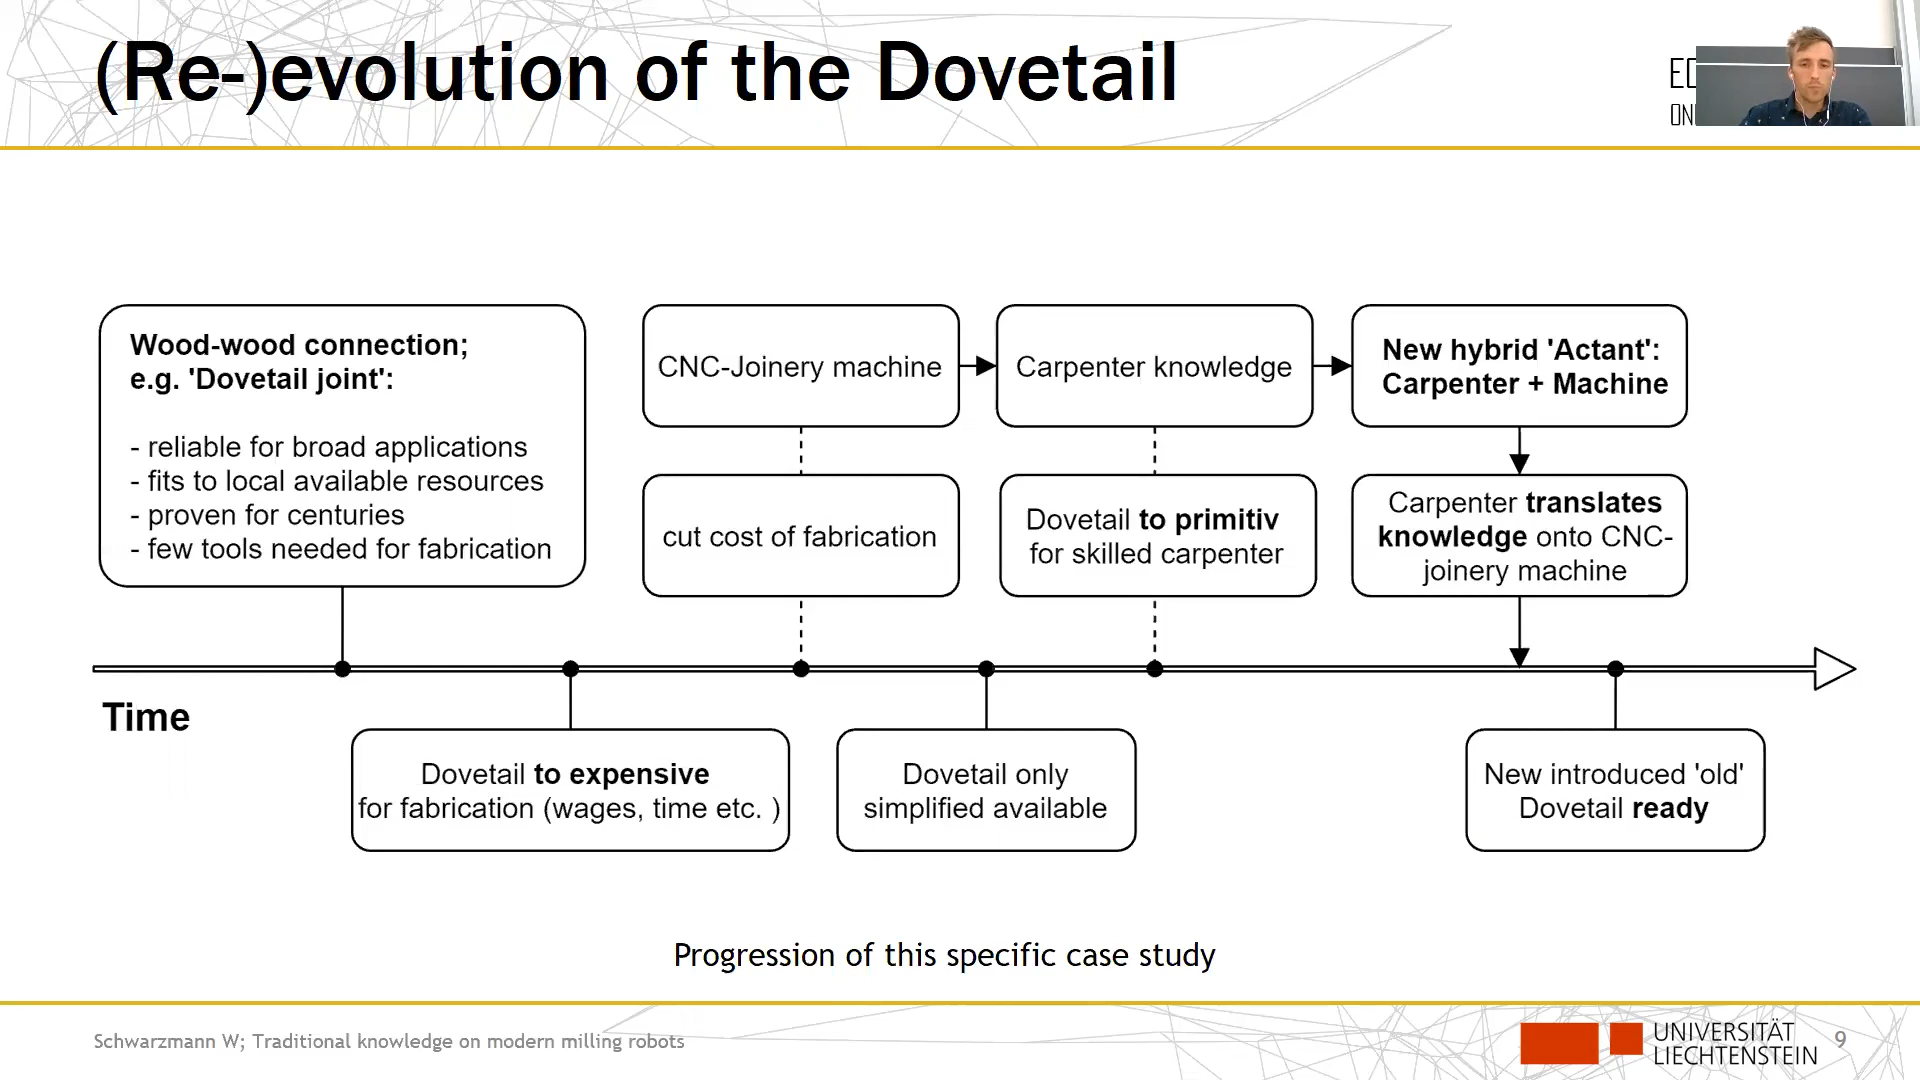 (Re-)evolution of the Dovetail
Wood-wood connection;
e.g. 'Dovetail joint':
- reliable for broad applications
- fits to local available resources
- proven for centuries
- few tools needed for fabrication
CNC-Joinery machine
Carpenter knowledge
New hybrid 'Actant':
Carpenter + Machine
cut cost of fabrication
Dovetail to primitiv
for skilled carpenter
Carpenter translates
knowledge onto CNC-
joinery machine
Time
Dovetail to expensive
for fabrication (wages, time etc. )
Dovetail only
simplified available
New introduced 'old'
Dovetail ready
Progression of this specific case study
Schwarzmann W; Traditional knowledge on modern milling robots
UNIVERSITÄT
LIECHTENSTEIN
9